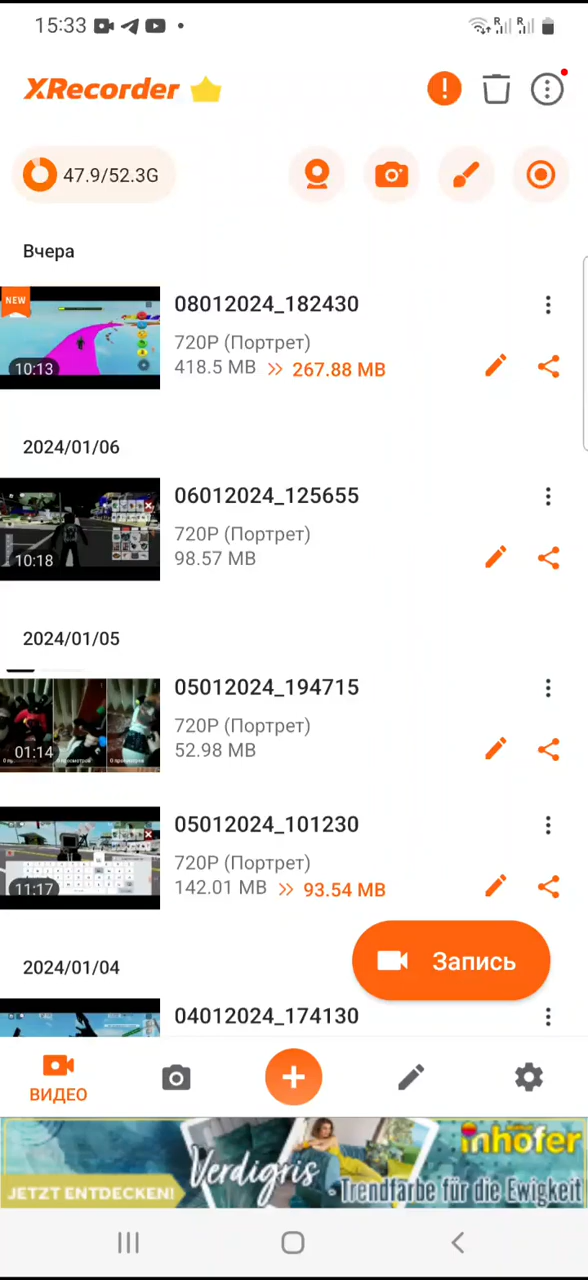 15:33
XRecorder
47.9/52.3G
Вчера
NEW
10:13
08012024_182430
720P (Портрет)
418.5 MB >> 267.88 MB
2024/01/06
10:18
06012024_125655
720P (Портрет)
98.57 MB
2024/01/05
01:14
05012024_194715
720P (Портрет)
52.98 MB
11:17
05012024_101230
720P (Портрет)
142.01 MB >> 93.54 MB
2024/01/04
Запись
04012024_174130
ВИДЕО
JETZT ENTDECKEN!
Verdigris
- Trendfarbe für die Ewigkeit
inhofer